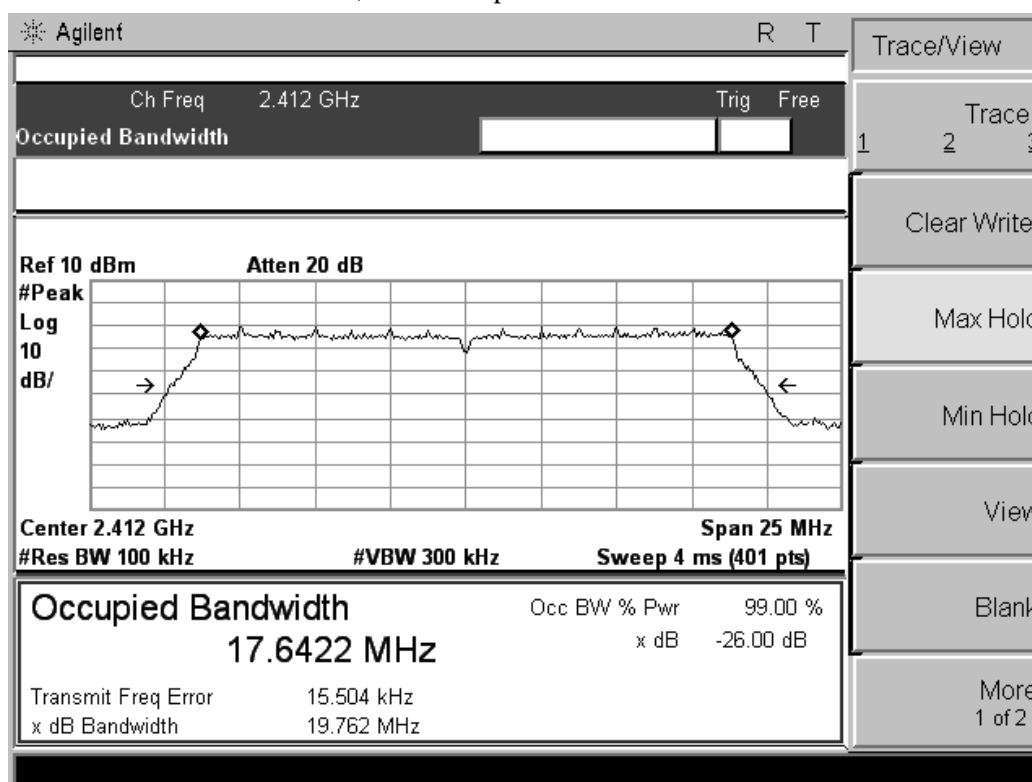 Agilent R T Trace/View
Ch Freq 2.412 GHz Trig Free
Occupied Bandwidth
Trace
1 2
Clear Write
Ref 10 dBm Atten 20 dB
#Peak
Log
10
dB/
Max Hold
Min Hold
View
Center 2.412 GHz Span 25 MHz
#Res BW 100 kHz #VBW 300 kHz Sweep 4 ms (401 pts)
Occupied Bandwidth Occ BW % Pwr 99.00 %
17.6422 MHz x dB -26.00 dB
Blank
Transmit Freq Error 15.504 kHz
x dB Bandwidth 19.762 MHz
More
1 of 2